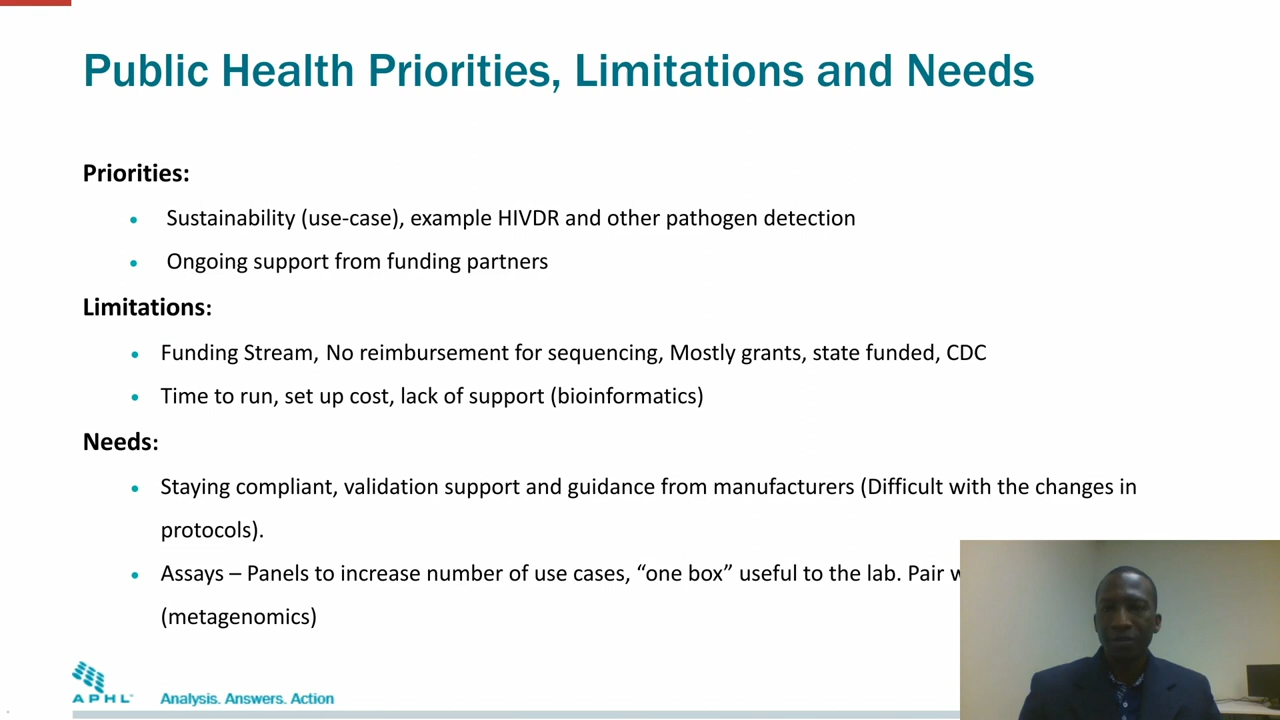 Public Health Priorities, Limitations and Needs
Priorities:
• Sustainability (use-case), example HIVDR and other pathogen detection
• Ongoing support from funding partners
Limitations:
• Funding Stream, No reimbursement for sequencing, Mostly grants, state funded, CDC
• Time to run, set up cost, lack of support (bioinformatics)
Needs:
• Staying compliant, validation support and guidance from manufacturers (Difficult with the changes in
protocols).
• Assays – Panels to increase number of use cases, “one box” useful to the lab. Pair
(metagenomics)
APHL™ Analysis. Answers. Action